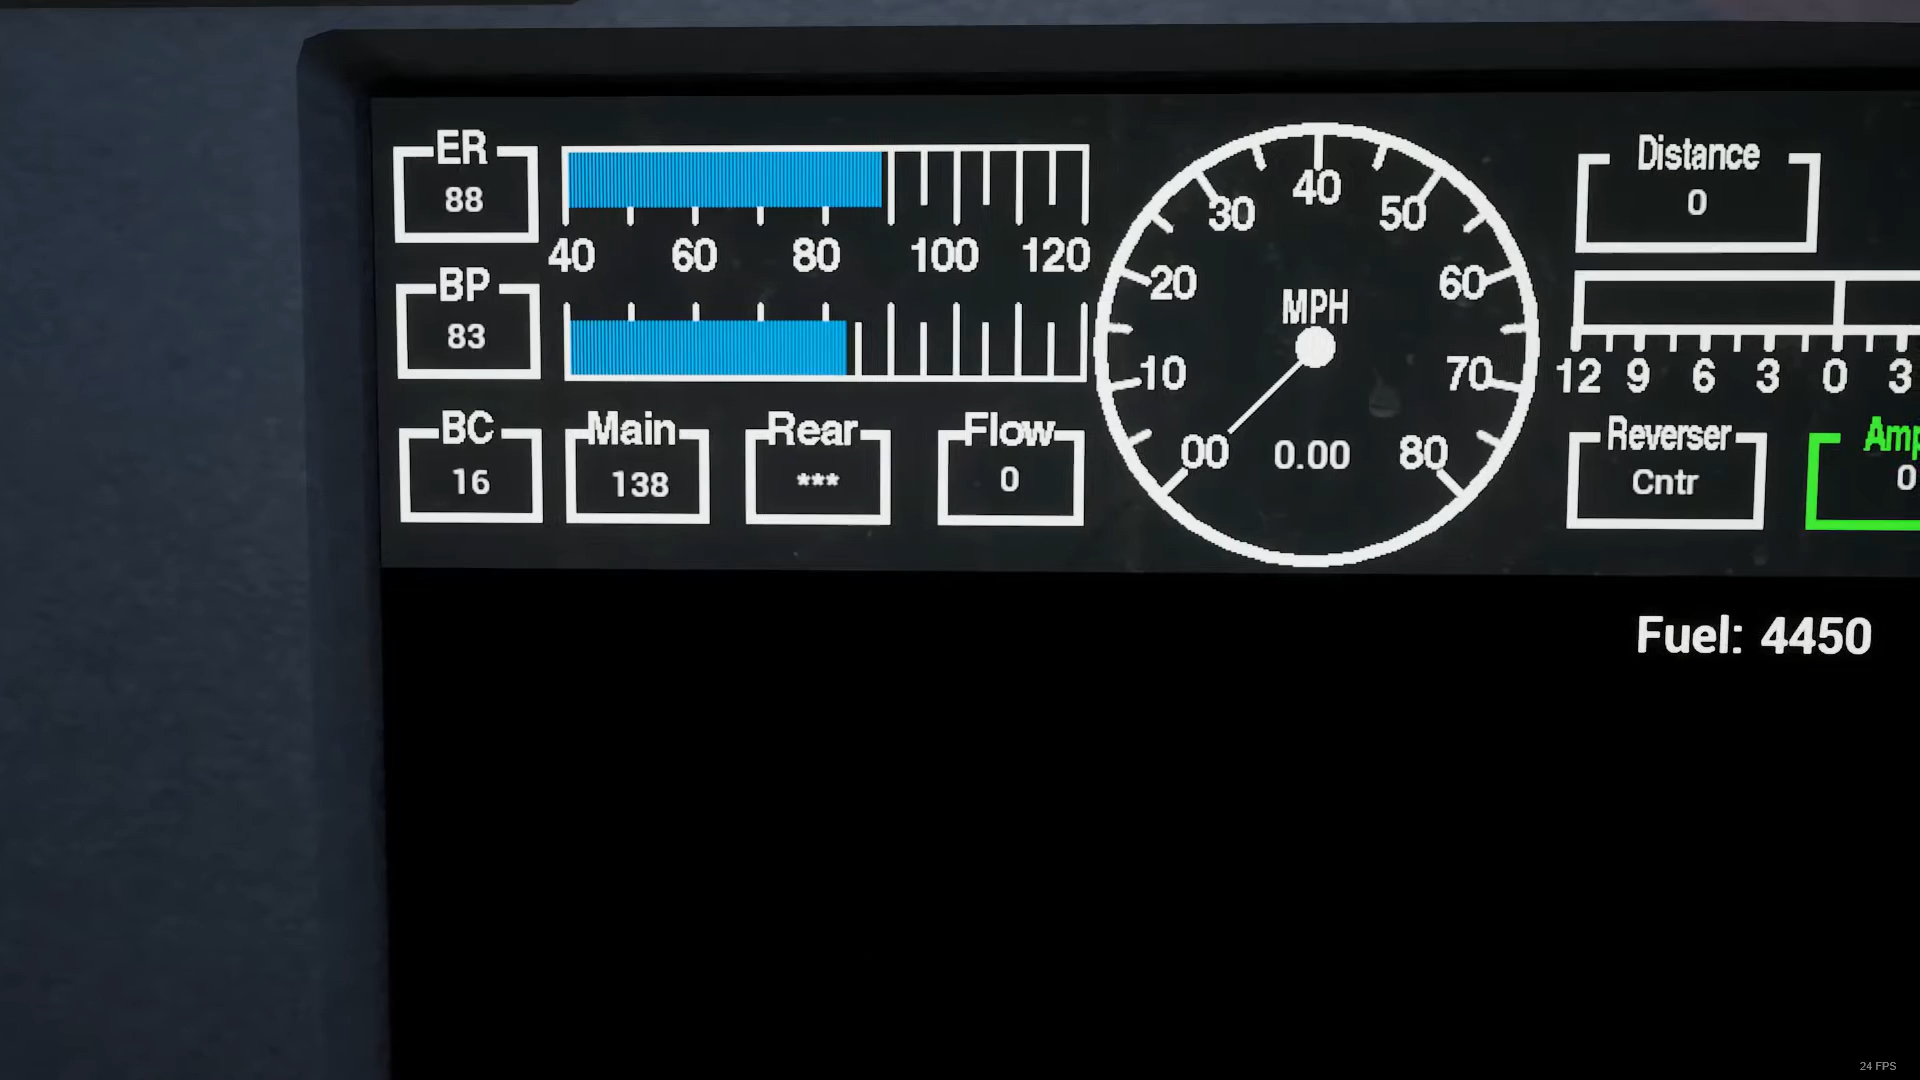 ER
88
40 60 80 100 120
BP
83
BC
16
Main
138
Rear
***
Flow
0
00 10 20 30 40 50 60 70 80
MPH
0.00
Distance
0
12 9 6 3 0 3
Reverser
Cntr
0
Fuel: 4450
24 FPS